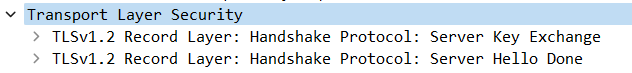 Transport Layer Security
TLSv1.2 Record Layer: Handshake Protocol: Server Key Exchange
TLSv1.2 Record Layer: Handshake Protocol: Server Hello Done